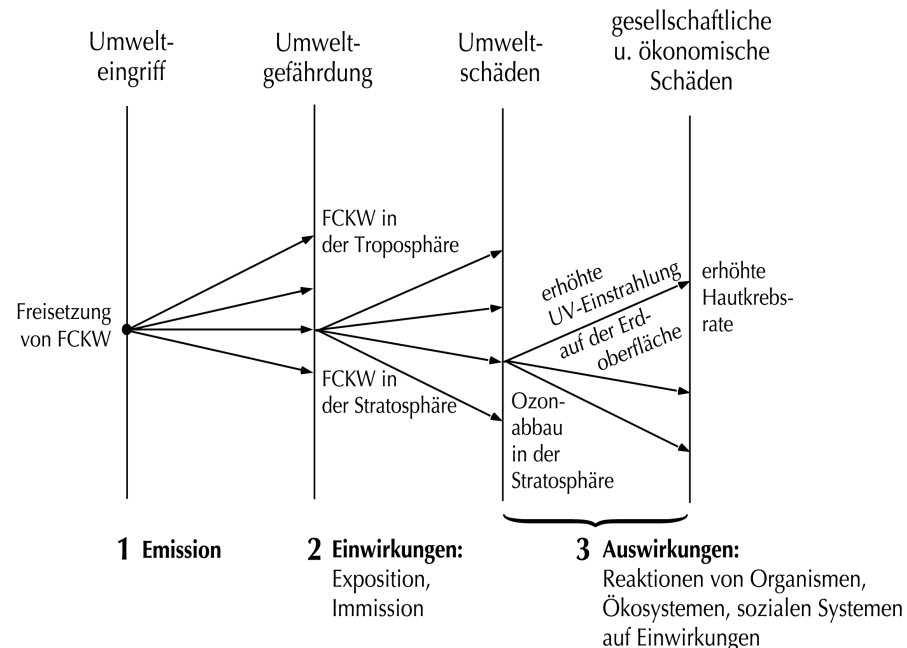 Umwelt-
eingriff
Umwelt-
gefährdung
Umwelt-
schäden
gesellschaftliche
u. ökonomische
Schäden
Freisetzung
von FCKW
FCKW in
der Troposphäre
FCKW in
der Stratosphäre
Ozon-
abbau
in der
Stratosphäre
erhöhte
UV-Einstrahlung
auf der Erd-
oberfläche
erhöhte
Hautkrebs-
rate
1 Emission
2 Einwirkungen:
Exposition,
Immission
3 Auswirkungen:
Reaktionen von Organismen,
Ökosystemen, sozialen Systemen
auf Einwirkungen